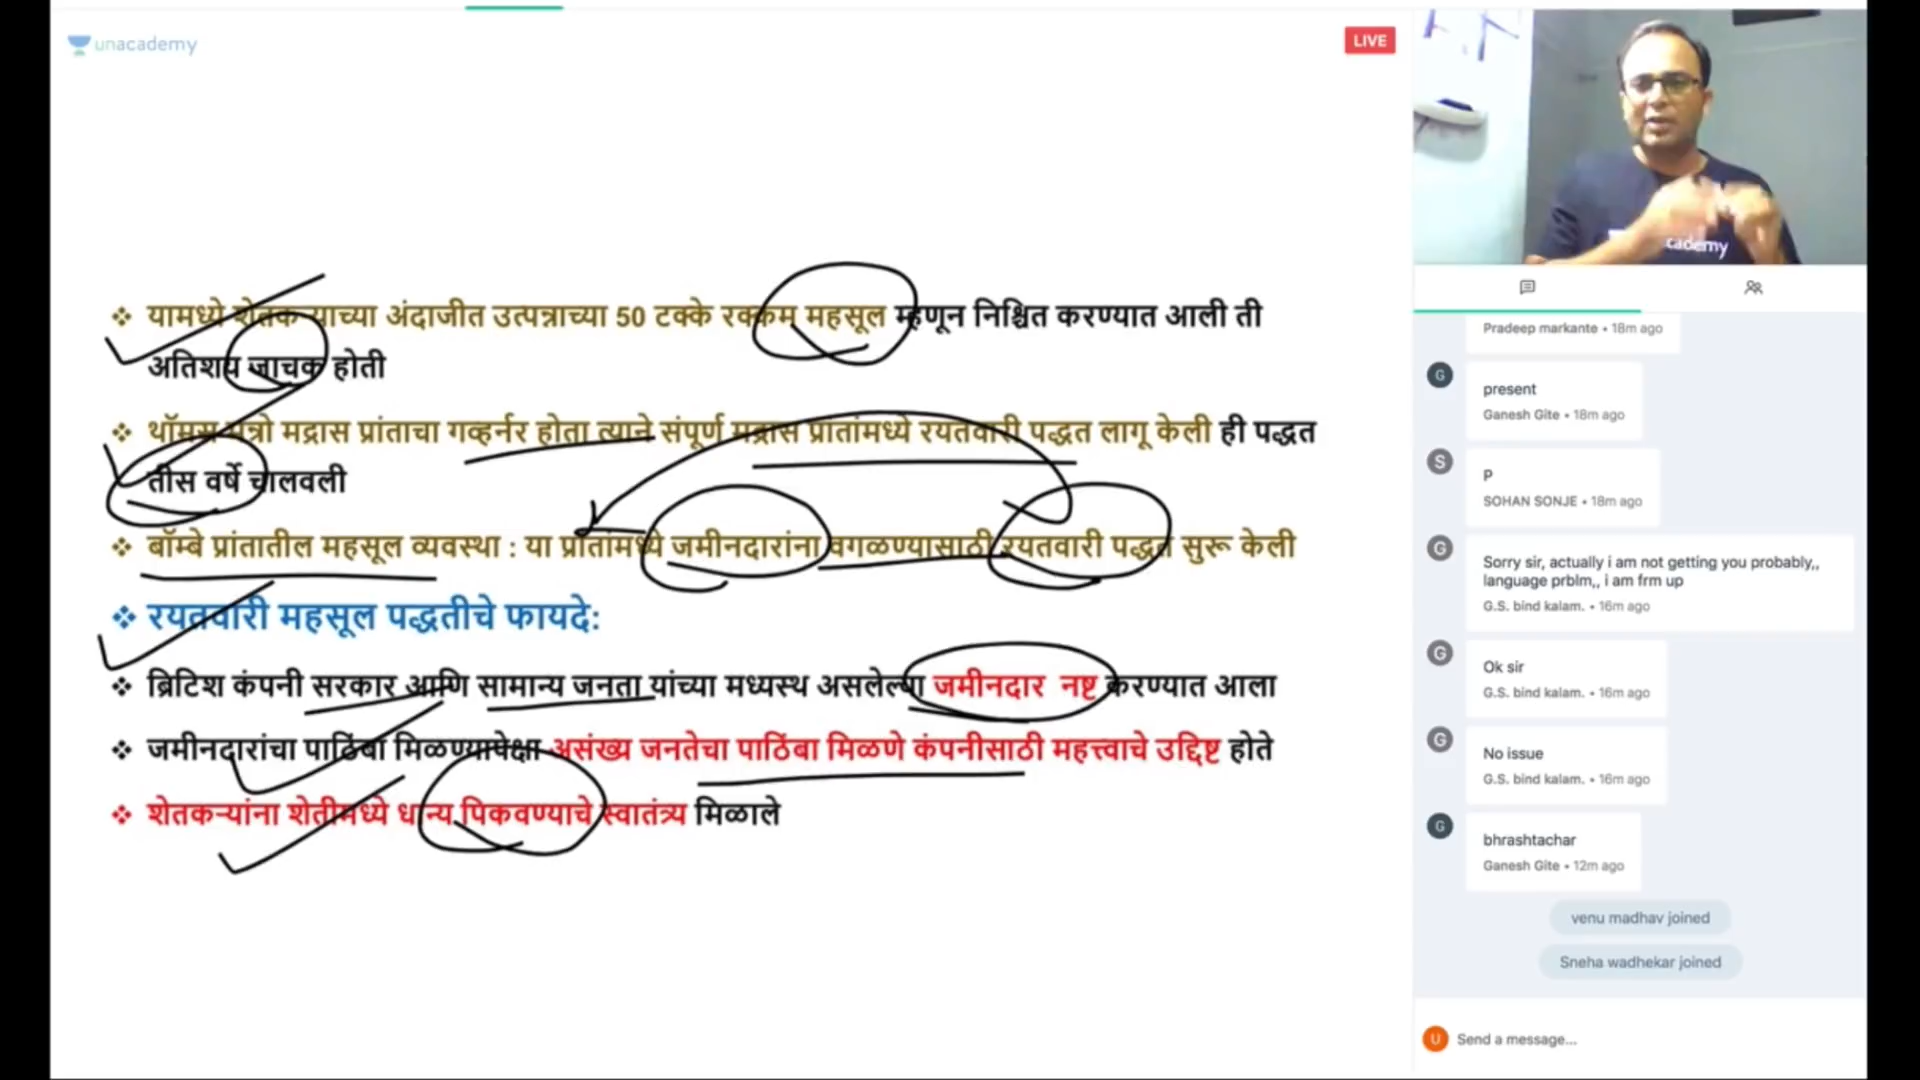 unacademy
LIVE
यामध्ये शेतक ऱ्याच्या अंदाजीत उत्पन्नाच्या 50 टक्के रक्कम महसूल म्हणून निश्चित करण्यात आली ती
अतिशय जाचक होती
थॉमस मन्रो मद्रास प्रांताचा गव्हर्नर होता त्याने संपूर्ण मद्रास प्रातांमध्ये रयतवारी पद्धत लागू केली ही पद्धत
तीस वर्षे चालवली
बॉम्बे प्रांतातील महसूल व्यवस्था : या प्रांतामध्ये जमीनदारांना वगळण्यासाठी रयतवारी पद्धत सुरू केली
रयतवारी महसूल पद्धतीचे फायदे:
ब्रिटिश कंपनी सरकार आणि सामान्य जनता यांच्या मध्यस्थ असलेल्या जमीनदार नष्ट करण्यात आला
जमीनदारांचा पाठिंबा मिळण्यापेक्षा असंख्य जनतेचा पाठिंबा मिळणे कंपनीसाठी महत्त्वाचे उद्दिष्ट होते
शेतकऱ्यांना शेतीमध्ये धान्य पिकवण्याचे स्वातंत्र्य मिळाले
cademy
Pradeep markante • 18m ago
G
present
Ganesh Gite • 18m ago
S
P
SOHAN SONJE • 18m ago
G
Sorry sir, actually i am not getting you probably,,
language prblm,, i am frm up
G.S. bind kalam. • 16m ago
G
Ok sir
G.S. bind kalam. • 16m ago
G
No issue
G.S. bind kalam. • 16m ago
G
bhrashtachar
Ganesh Gite • 12m ago
venu madhav joined
Sneha wadhekar joined
U
Send a message...